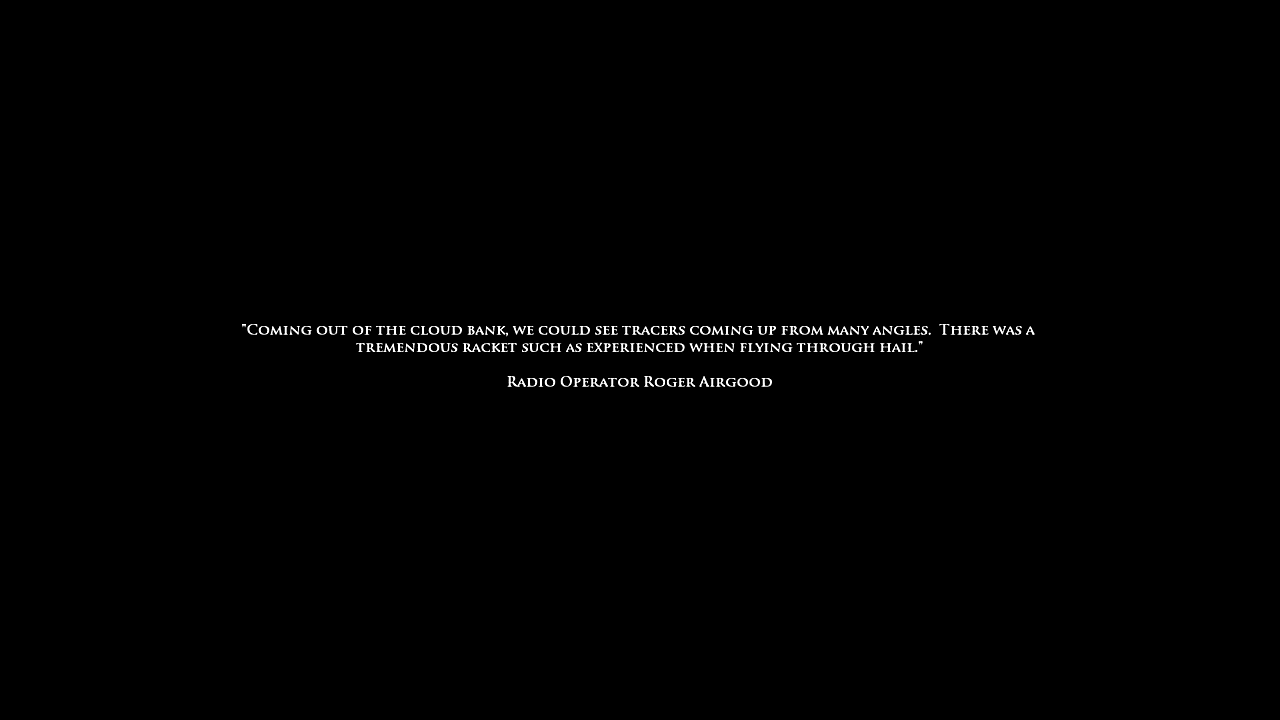 "Coming out of the cloud bank, we could see tracers coming up from many angles.  There was a
tremendous racket such as experienced when flying through hail."
Radio Operator Roger Airgood